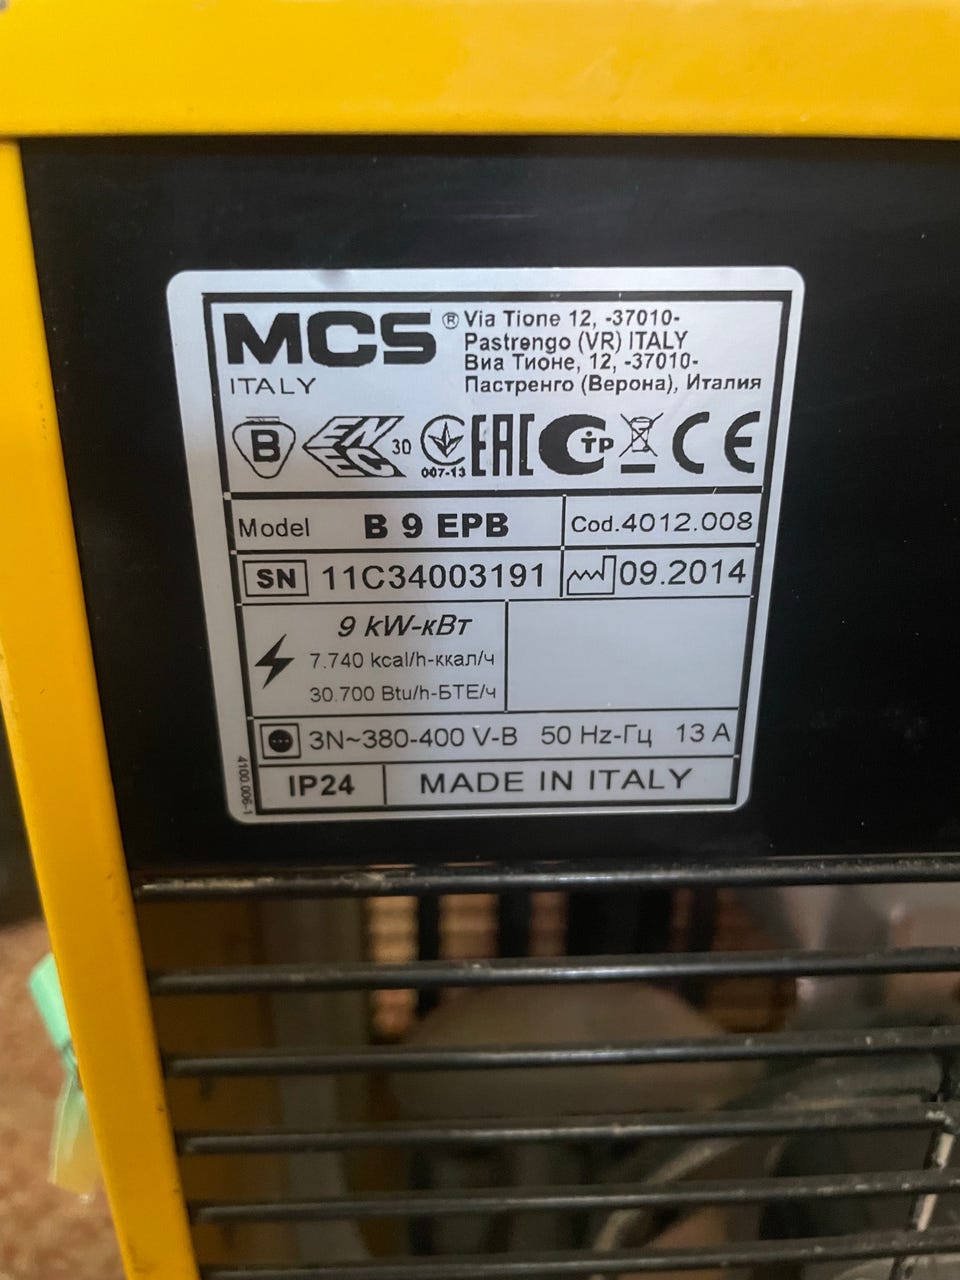 MCS ®
ITALY
Via Tione 12, -37010-
Pastrengo (VR) ITALY
Виа Тионе, 12, -37010-
Пастренго (Верона), Италия
B
EN
EC
30
007-13
EAC
C TP
CE
Model B 9 EPB
Cod.4012.008
SN 11C34003191
09.2014
9 kW-кВт
7.740 kcal/h-ккал/ч
30.700 Btu/h-БТЕ/ч
3N~380-400 V-В 50 Hz-Гц 13 A
4100.006-1
IP24
MADE IN ITALY